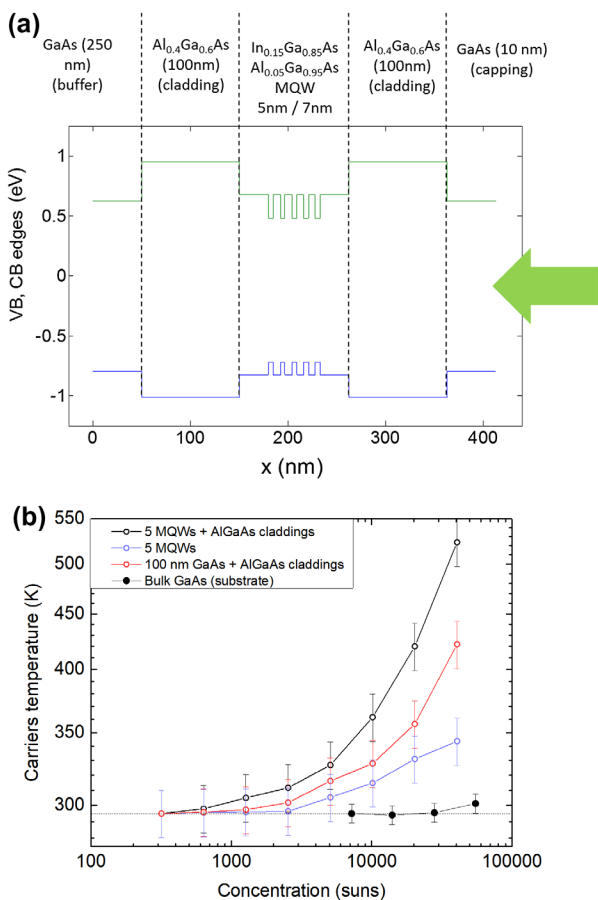 (a)
GaAs (250
nm)
(buffer)
Al0.4Ga0.6As
(100nm)
(cladding)
In0.15Ga0.85As
Al0.05Ga0.95As
MQW
5nm / 7nm
Al0.4Ga0.6As
(100nm)
(cladding)
GaAs (10 nm)
(capping)
VB, CB edges (eV)
1
0.5
0
-0.5
-1
0
100
200
300
400
x (nm)
(b)
Carriers temperature (K)
550
500
450
400
350
300
5 MQWs + AlGaAs claddings
5 MQWs
100 nm GaAs + AlGaAs claddings
Bulk GaAs (substrate)
100
1000
10000
100000
Concentration (suns)